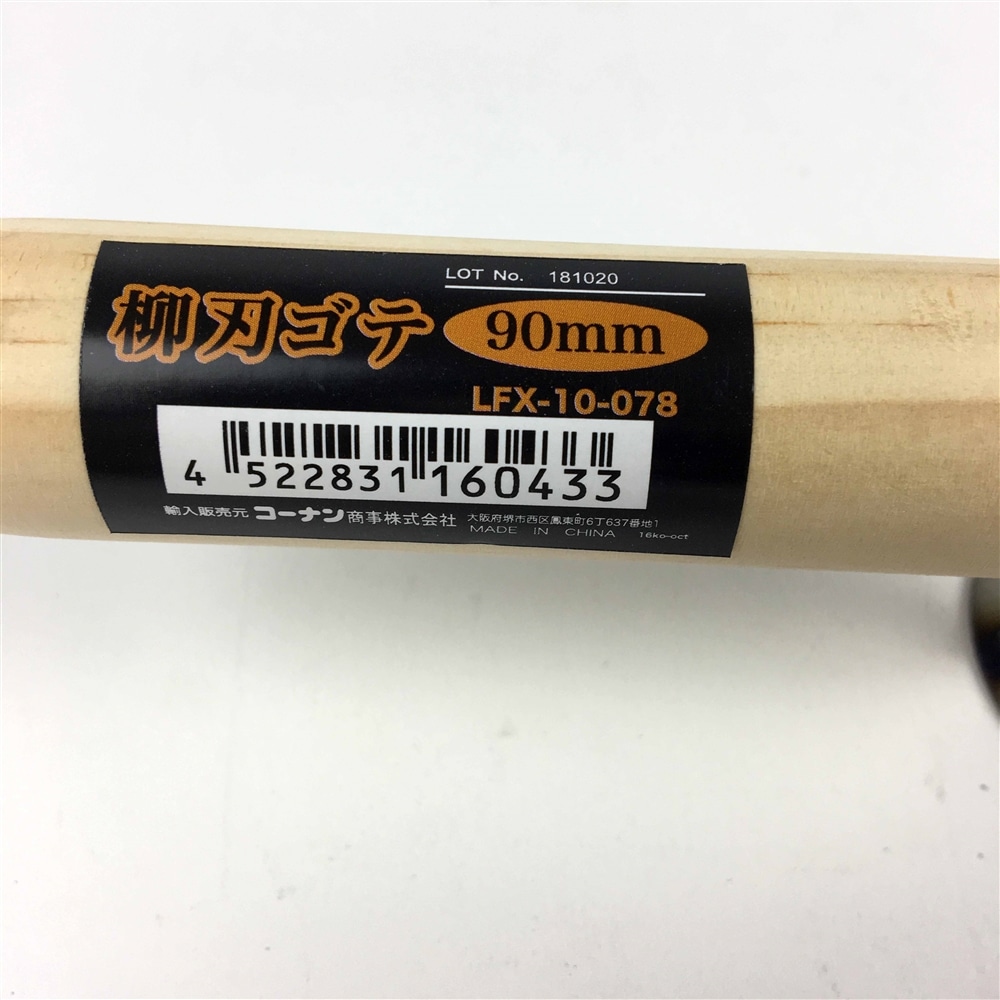 LOT No. 181020
柳刃ゴテ 90mm
LFX-10-078
4 522831 160433
輸入販売元 コーナン商事株式会社 大阪府堺市西区鳳東町6丁637番地1
MADE IN CHINA 16ko-oct